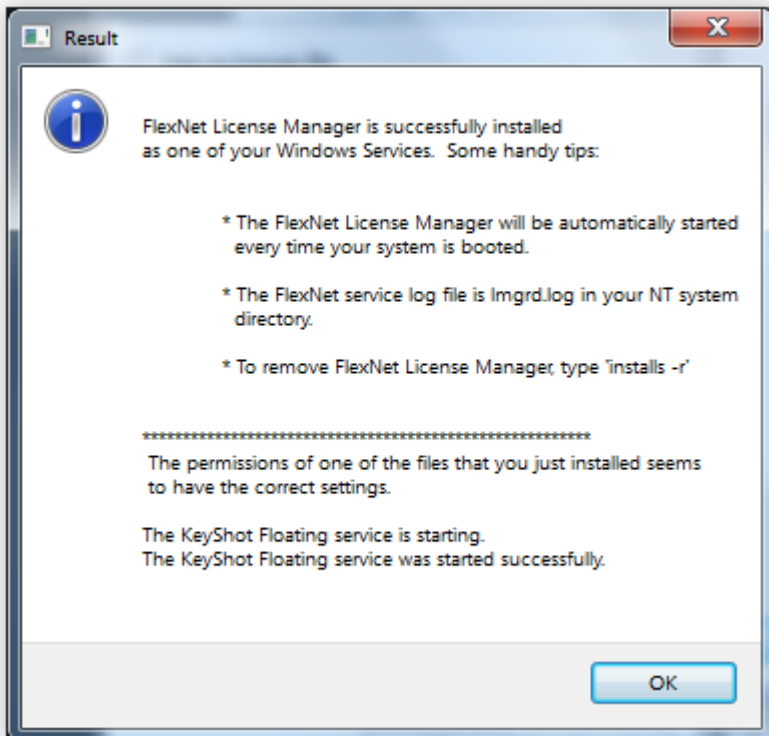 Result
FlexNet License Manager is successfully installed
as one of your Windows Services.  Some handy tips:
* The FlexNet License Manager will be automatically started
every time your system is booted.
* The FlexNet service log file is lmgrd.log in your NT system
directory.
* To remove FlexNet License Manager, type 'installs -r'
********************************************************
The permissions of one of the files that you just installed seems
to have the correct settings.
The KeyShot Floating service is starting.
The KeyShot Floating service was started successfully.
OK